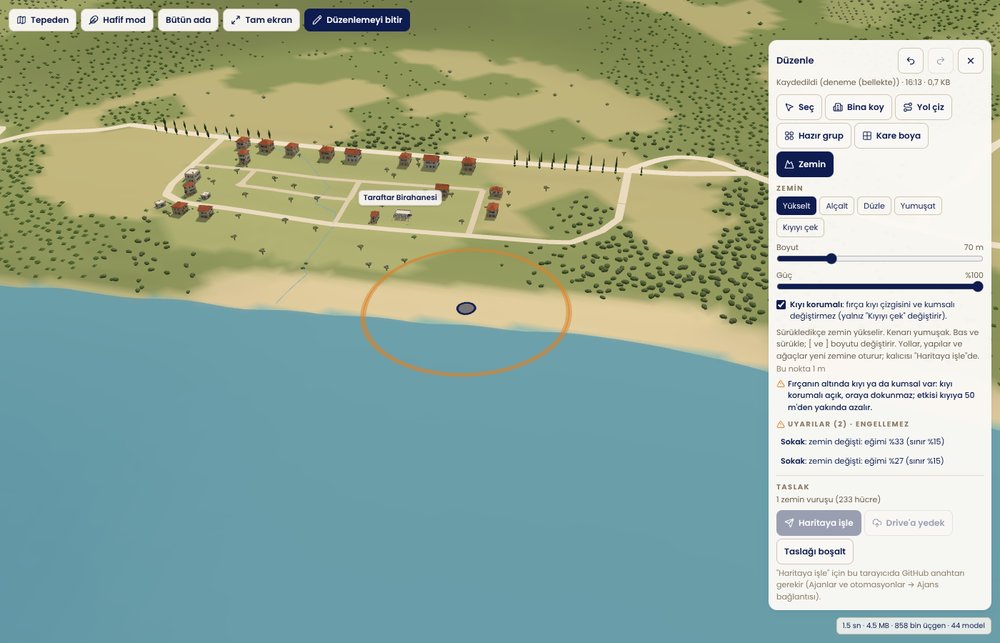 Tepeden
Hafif mod
Bütün ada
Tam ekran
Düzenlemeyi bitir
Taraftar Birahanesi
Düzenle
Kaydedildi (deneme (bellekte)) · 16:13 · 0,7 KB
Seç
Bina koy
Yol çiz
Hazır grup
Kare boya
Zemin
ZEMİN
Yükselt
Alçalt
Düzle
Yumuşat
Kıyıyı çek
Boyut 70 m
Güç %100
Kıyı korumalı: fırça kıyı çizgisini ve kumsalı
değiştirmez (yalnız "Kıyıyı çek" değiştirir).
Sürükledikçe zemin yükselir. Kenarı yumuşak. Bas ve
sürükle; [ ve ] boyutu değiştirir. Yollar, yapılar ve
ağaçlar yeni zemine oturur; kalıcısı "Haritaya işle"de.
Bu nokta 1 m
Fırçanın altında kıyı ya da kumsal var: kıyı
korumalı açık, oraya dokunmaz; etkisi kıyıya 50
m'den yakında azalır.
UYARILAR (2) · ENGELLEMEZ
Sokak: zemin değişti: eğimi %33 (sınır %15)
Sokak: zemin değişti: eğimi %27 (sınır %15)
TASLAK
1 zemin vuruşu (233 hücre)
Haritaya işle
Drive'a yedek
Taslağı boşalt
"Haritaya işle" için bu tarayıcıda GitHub anahtarı
gerekir (Ajanlar ve otomasyonlar → Ajans
bağlantısı).
1.5 sn · 4.5 MB · 858 bin üçgen · 44 model